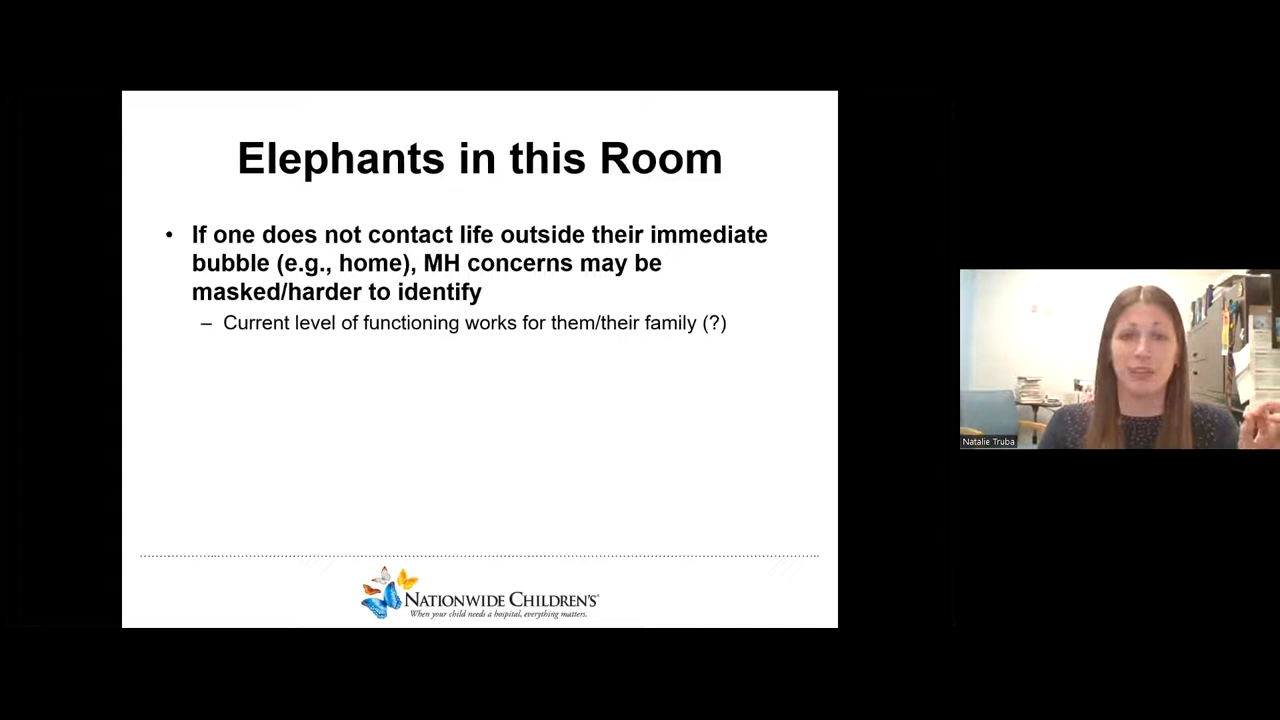 Elephants in this Room
• If one does not contact life outside their immediate
bubble (e.g., home), MH concerns may be
masked/harder to identify
– Current level of functioning works for them/their family (?)
NATIONWIDE CHILDREN'S®
When your child needs a hospital, everything matters.
Natalie Truba